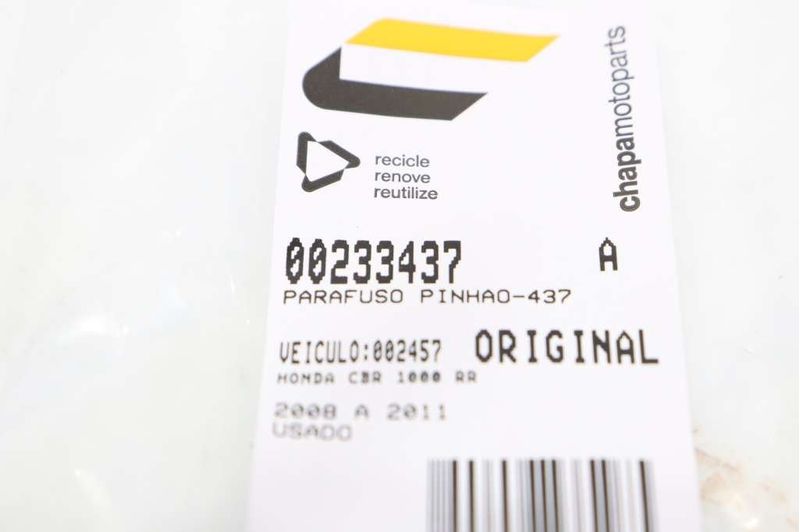 chapamotoparts
recicle
renove
reutilize
00233437 A
PARAFUSO PINHAO-437
VEICULO:002457 ORIGINAL
HONDA CBR 1000 RR
2008 A 2011
USADO